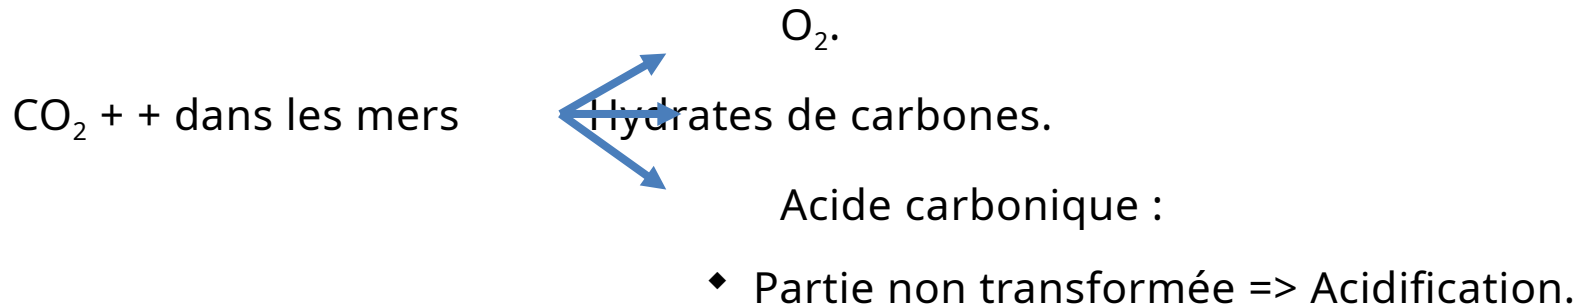 O₂.
CO₂ + + dans les mers Hydrates de carbones.
Acide carbonique :
◆ Partie non transformée => Acidification.